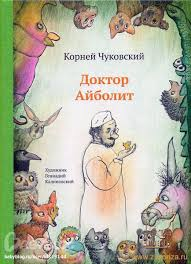 Корней Чуковский
Доктор
Айболит
Художник
Геннадий
Калиновский